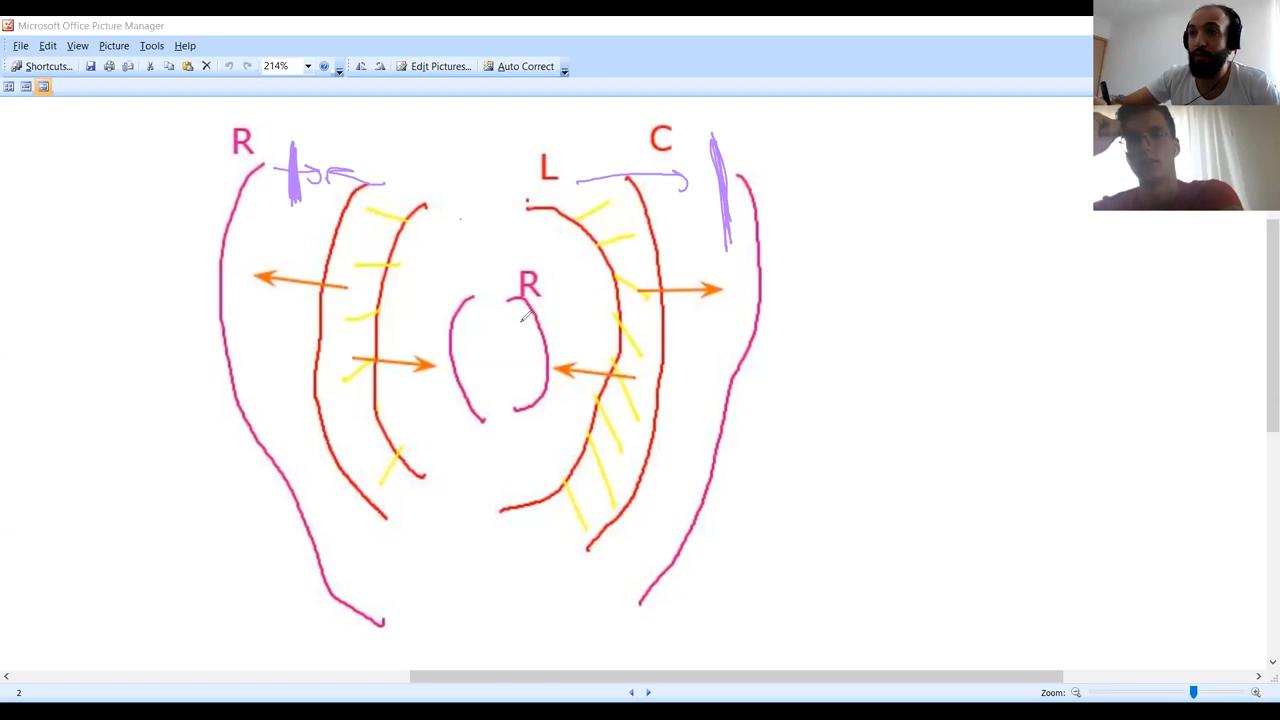 Microsoft Office Picture Manager
File Edit View Picture Tools Help
Shortcuts... 214% Edit Pictures... Auto Correct
R L C
R
2 Zoom: